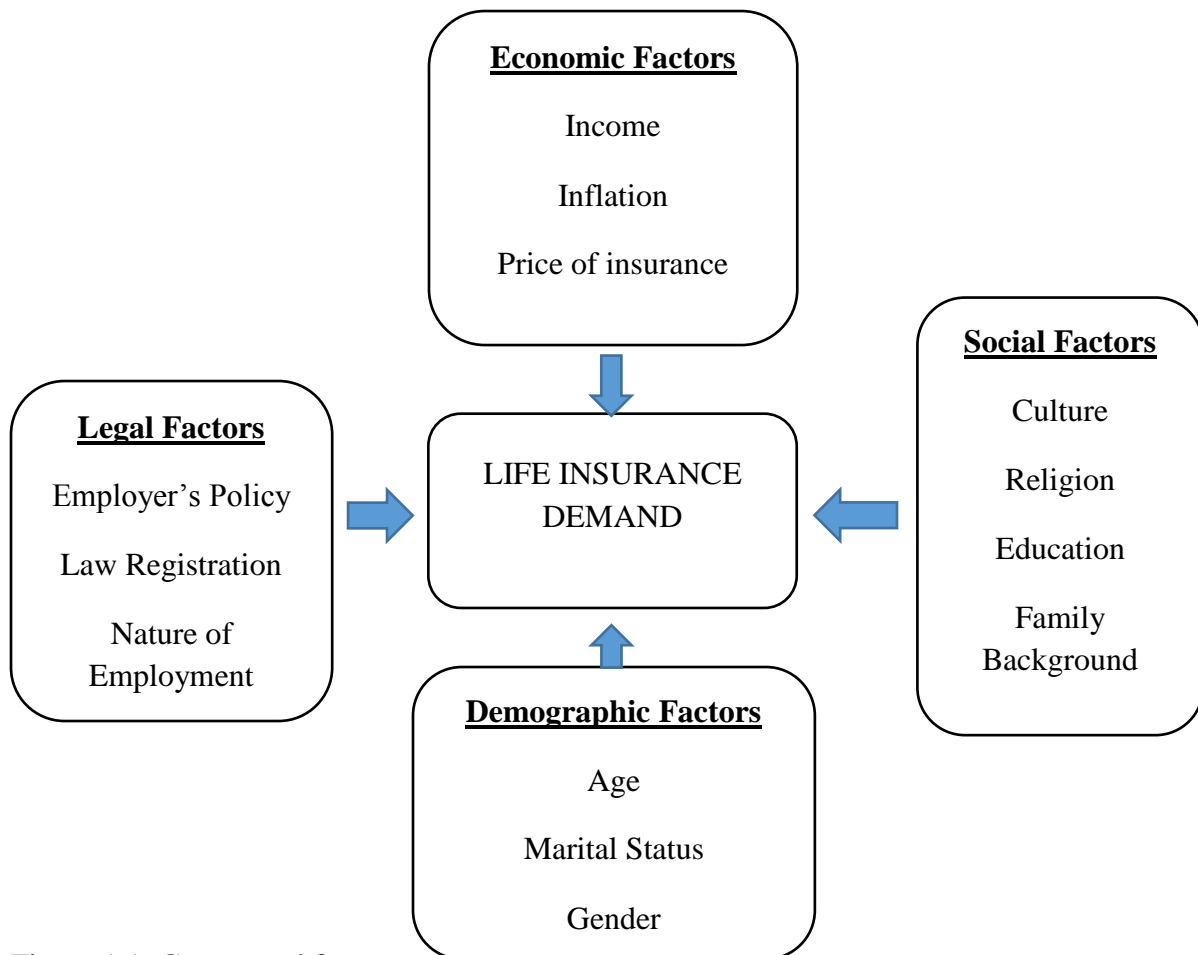 Economic Factors
Income
Inflation
Price of insurance
Social Factors
Culture
Religion
Education
Family
Background
Legal Factors
Employer’s Policy
Law Registration
Nature of
Employment
LIFE INSURANCE
DEMAND
Demographic Factors
Age
Marital Status
Gender